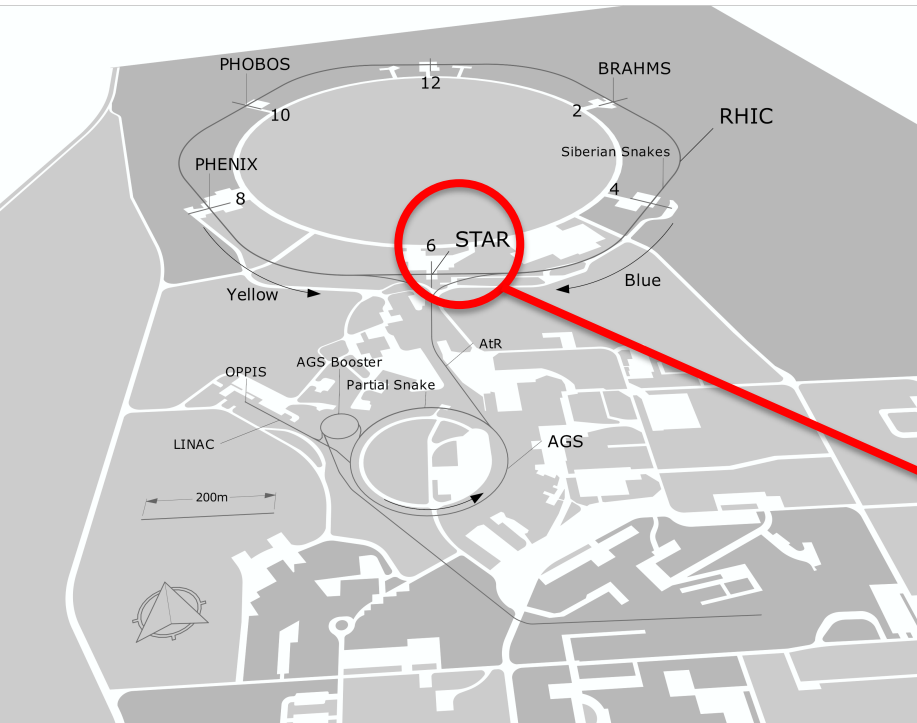 PHOBOS
12
BRAHMS
10
2
RHIC
Siberian Snakes
PHENIX
8
4
6
STAR
Yellow
Blue
AtR
AGS Booster
OPPIS
Partial Snake
LINAC
AGS
200m